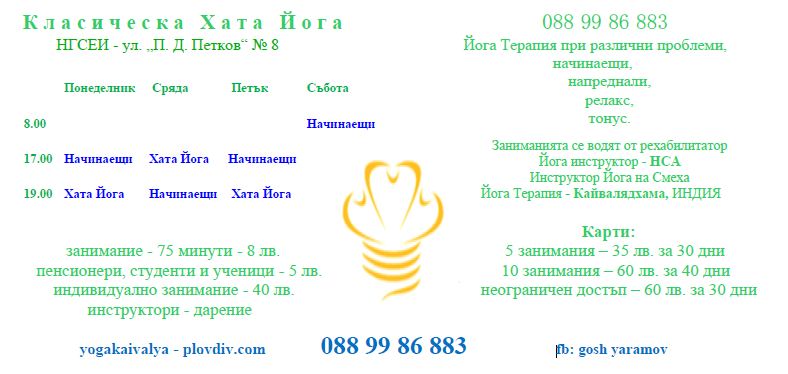 Класическа Хата Йога
НГСЕИ - ул. „П. Д. Петков“ № 8
Понеделник Сряда Петък Събота
8.00 Начинаещи
17.00 Начинаещи Хата Йога Начинаещи
19.00 Хата Йога Начинаещи Хата Йога
занимание - 75 минути - 8 лв.
пенсионери, студенти и ученици - 5 лв.
индивидуално занимание - 40 лв.
инструктори - дарение
088 99 86 883
Йога Терапия при различни проблеми,
начинаещи,
напреднали,
релакс,
тонус.
Заниманията се водят от рехабилитатор
Йога инструктор - НСА
Инструктор Йога на Смеха
Йога Терапия - Кайвалядхама, ИНДИЯ
Карти:
5 занимания – 35 лв. за 30 дни
10 занимания – 60 лв. за 40 дни
неограничен достъп – 60 лв. за 30 дни
yogakaivalya - plovdiv.com 088 99 86 883 fb: gosh yaramov